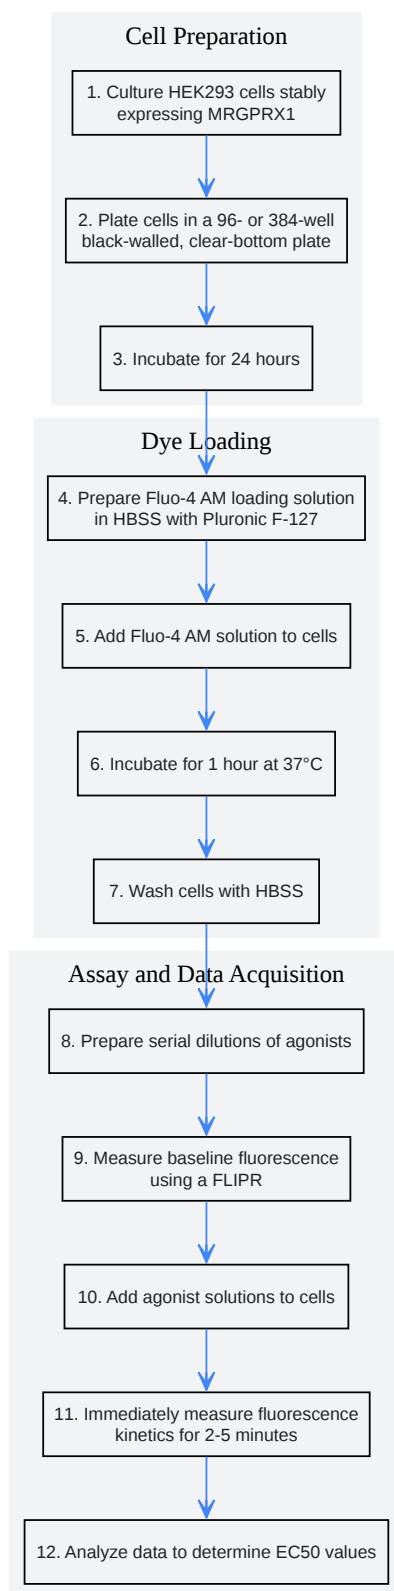 Cell Preparation
1. Culture HEK293 cells stably
expressing MRGPRX1
2. Plate cells in a 96- or 384-well
black-walled, clear-bottom plate
3. Incubate for 24 hours
Dye Loading
4. Prepare Fluo-4 AM loading solution
in HBSS with Pluronic F-127
5. Add Fluo-4 AM solution to cells
6. Incubate for 1 hour at 37°C
7. Wash cells with HBSS
Assay and Data Acquisition
8. Prepare serial dilutions of agonists
9. Measure baseline fluorescence
using a FLIPR
10. Add agonist solutions to cells
11. Immediately measure fluorescence
kinetics for 2-5 minutes
12. Analyze data to determine EC50 values